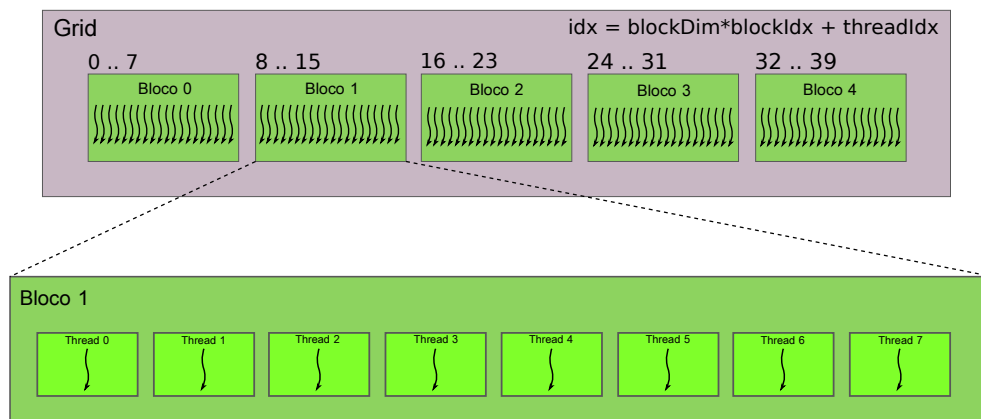 Grid
idx = blockDim*blockIdx + threadIdx
0 .. 7
8 .. 15
16 .. 23
24 .. 31
32 .. 39
Bloco 0
Bloco 1
Bloco 2
Bloco 3
Bloco 4
Bloco 1
Thread 0
Thread 1
Thread 2
Thread 3
Thread 4
Thread 5
Thread 6
Thread 7